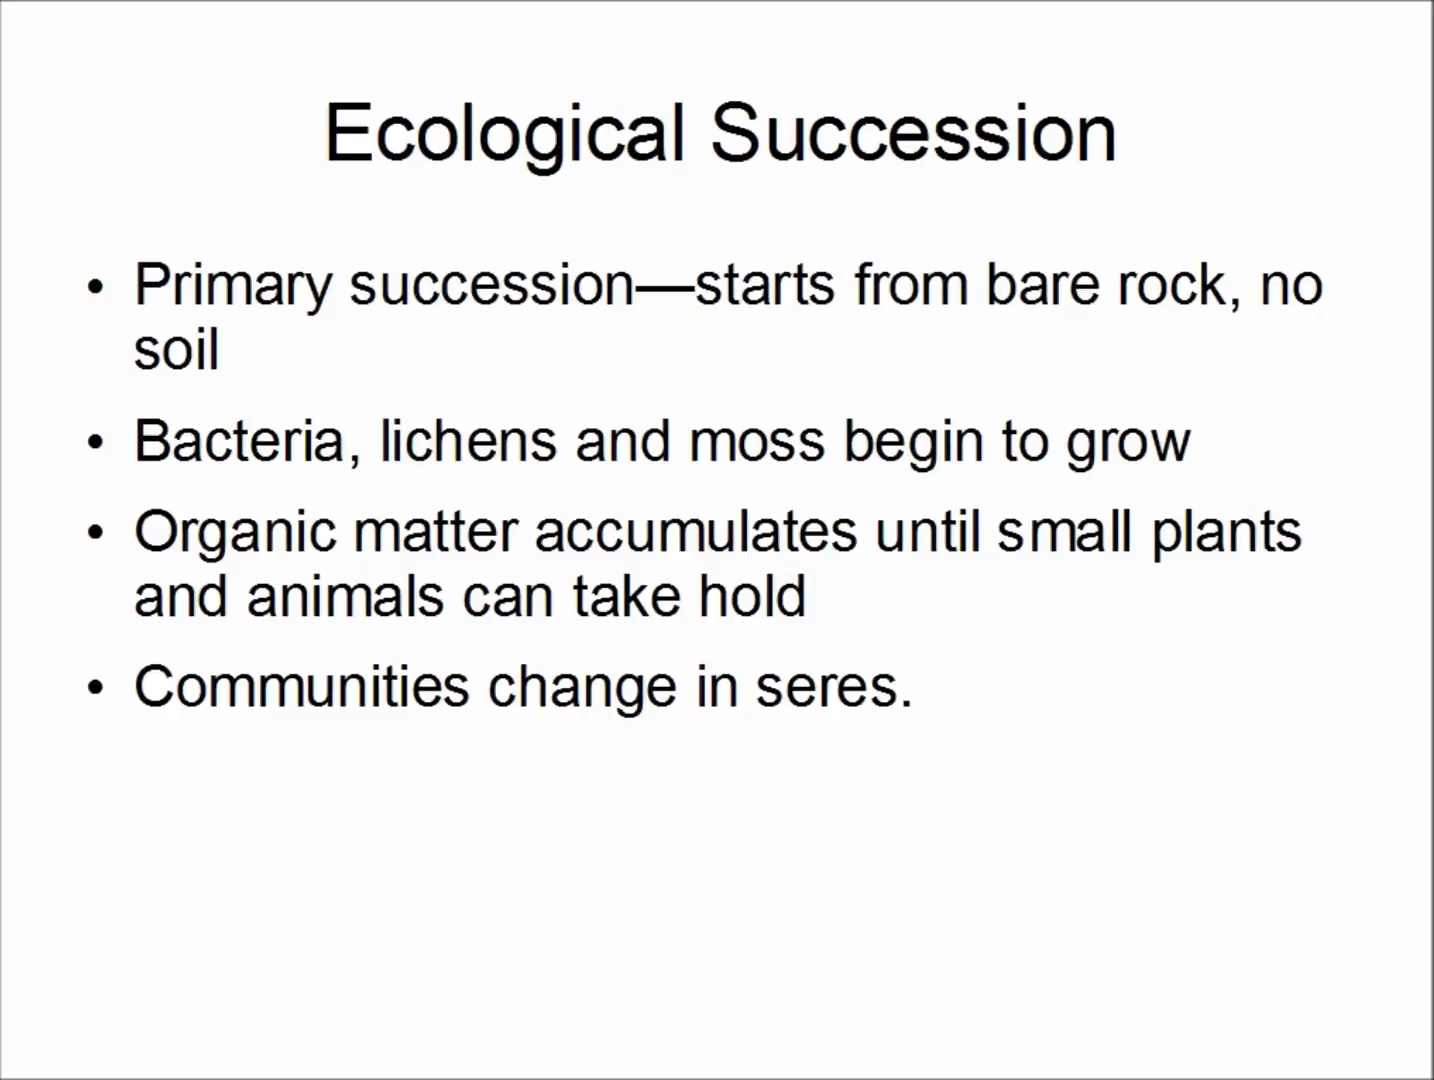 Ecological Succession
• Primary succession—starts from bare rock, no
soil
• Bacteria, lichens and moss begin to grow
• Organic matter accumulates until small plants
and animals can take hold
• Communities change in seres.